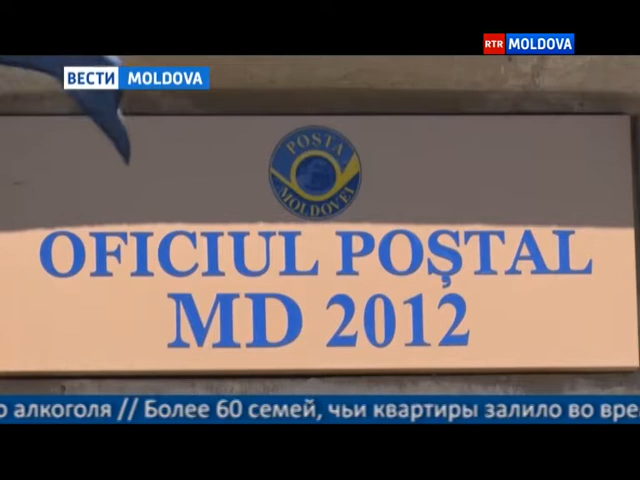 RTR MOLDOVA
ВЕСТИ MOLDOVA
POSTA
MOLDOVEI
OFICIUL POŞTAL
MD 2012
о алкоголя // Более 60 семей, чьи квартиры залило во вре